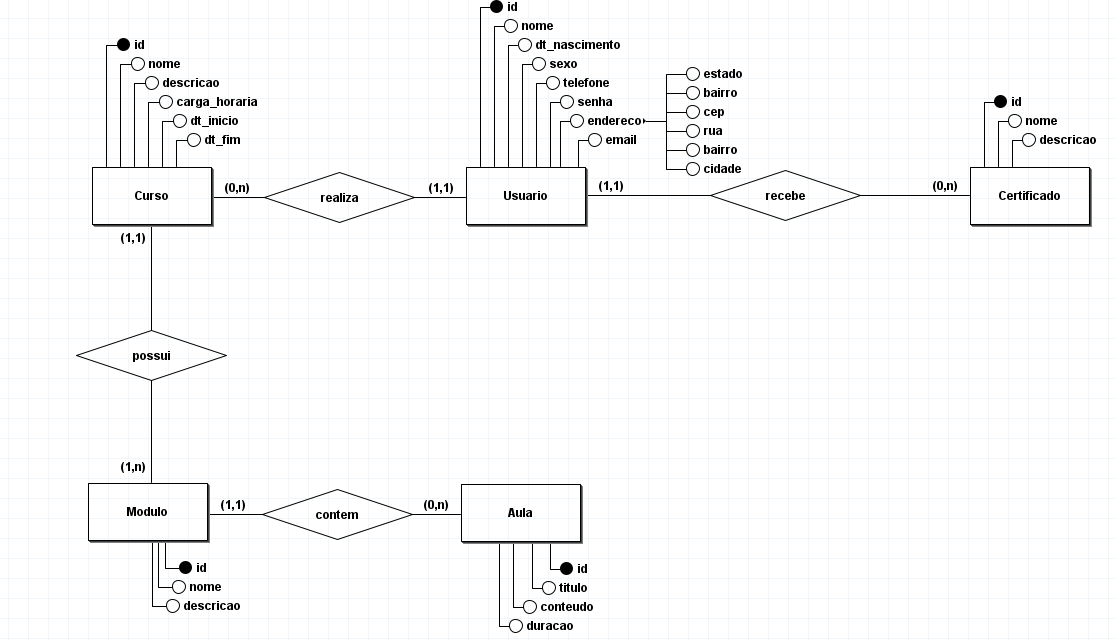 id
nome
dt_nascimento
sexo
telefone
senha
endereco
email
estado
bairro
cep
rua
bairro
cidade
id
nome
descricao
carga_horaria
dt_inicio
dt_fim
id
nome
descricao
Curso
(0,n)
realiza
(1,1)
Usuario
(1,1)
recebe
(0,n)
Certificado
(1,1)
possui
(1,n)
Modulo
(1,1)
contem
(0,n)
Aula
id
nome
descricao
id
titulo
conteudo
duracao